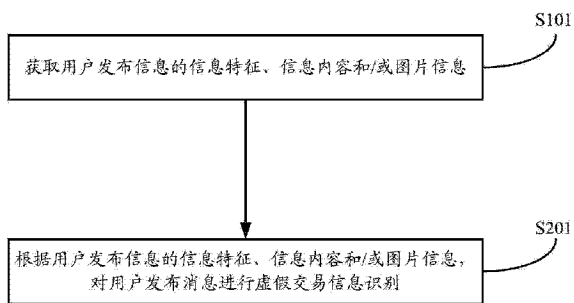 S101
获取用户发布信息的信息特征、信息内容和/或图片信息
S201
根据用户发布信息的信息特征、信息内容和/或图片信息，
对用户发布消息进行虚假交易信息识别